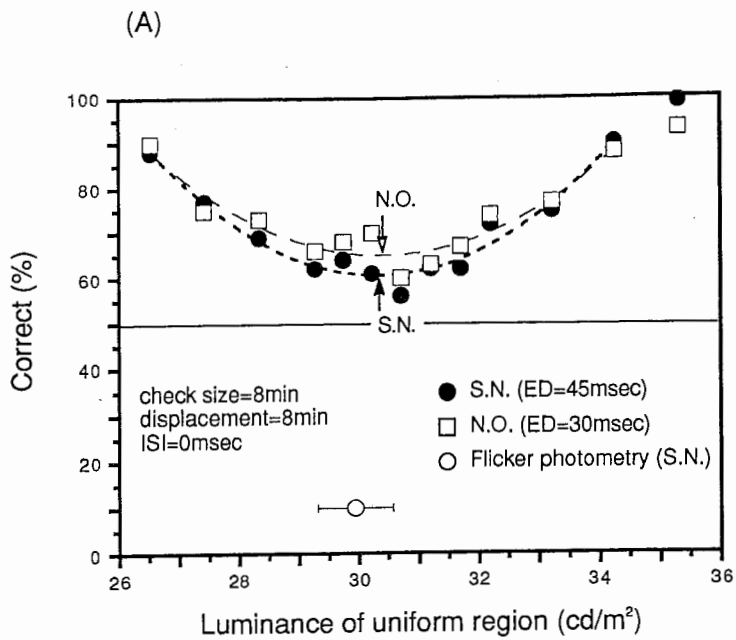 (A)
100
80
60
40
20
0
Correct (%)
N.O.
S.N.
check size=8min
displacement=8min
ISI=0msec
S.N. (ED=45msec)
N.O. (ED=30msec)
Flicker photometry (S.N.)
26 28 30 32 34 36
Luminance of uniform region (cd/m²)